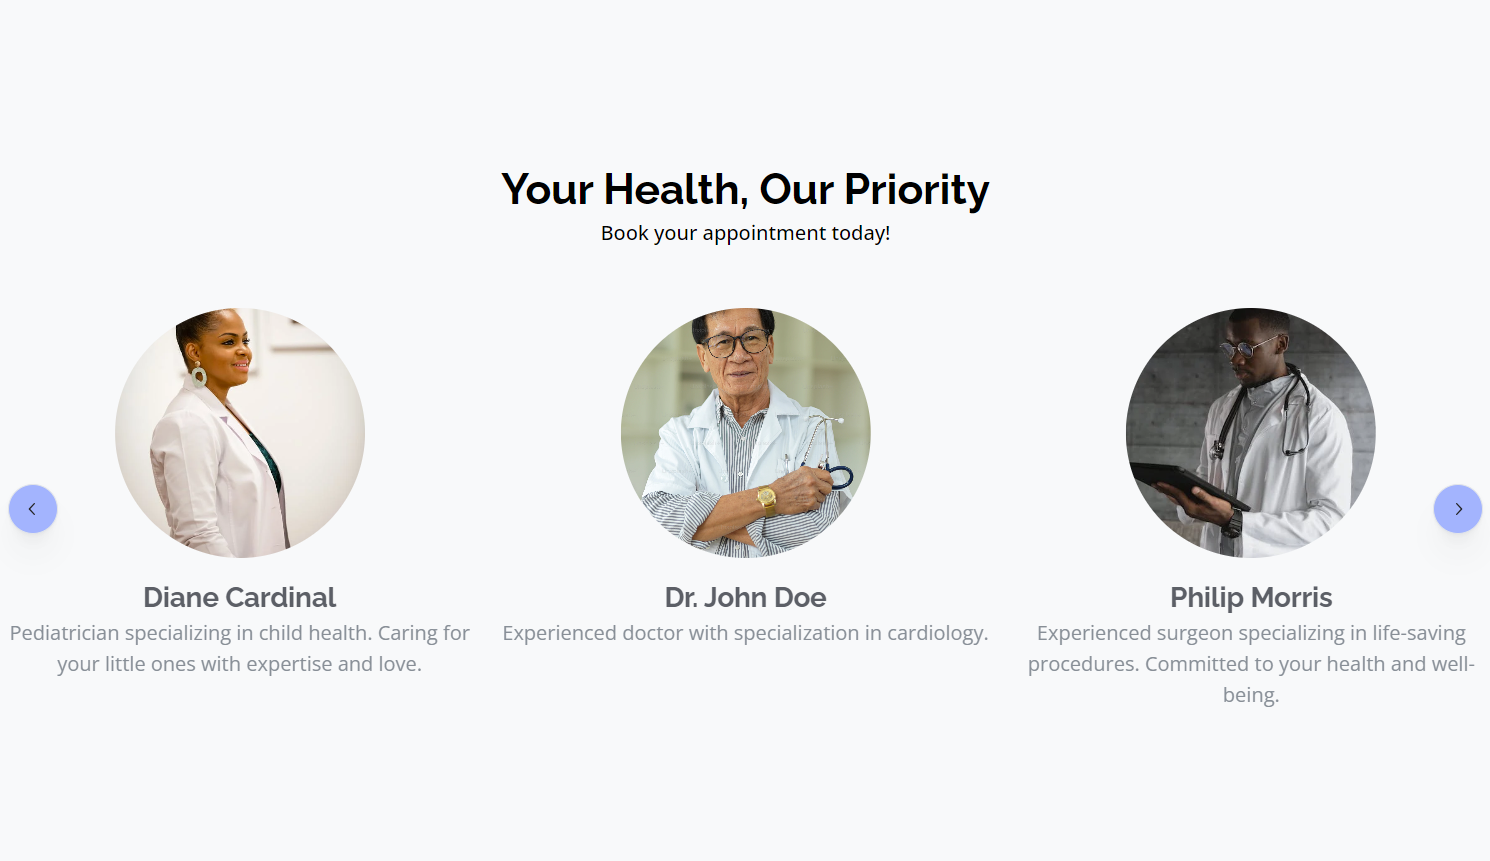 Your Health, Our Priority
Book your appointment today!
Diane Cardinal
Pediatrician specializing in child health. Caring for
your little ones with expertise and love.
Dr. John Doe
Experienced doctor with specialization in cardiology.
Philip Morris
Experienced surgeon specializing in life-saving
procedures. Committed to your health and well-
being.